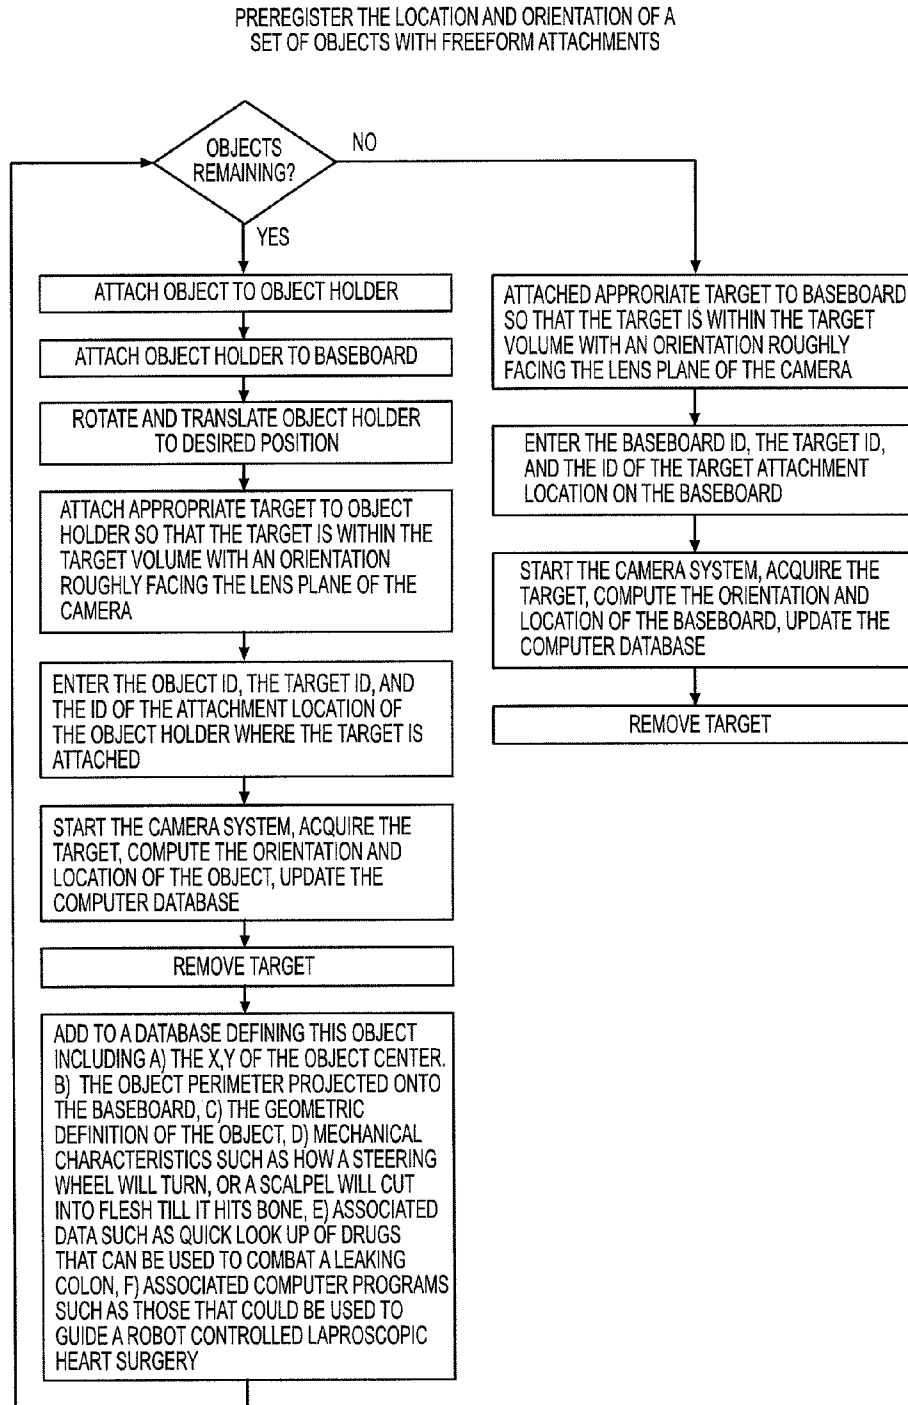 PREREGISTER THE LOCATION AND ORIENTATION OF A
SET OF OBJECTS WITH FREEFORM ATTACHMENTS
OBJECTS
REMAINING?
NO
YES
ATTACH OBJECT TO OBJECT HOLDER
ATTACH OBJECT HOLDER TO BASEBOARD
ROTATE AND TRANSLATE OBJECT HOLDER
TO DESIRED POSITION
ATTACH APPROPRIATE TARGET TO OBJECT
HOLDER SO THAT THE TARGET IS WITHIN THE
TARGET VOLUME WITH AN ORIENTATION
ROUGHLY FACING THE LENS PLANE OF THE
CAMERA
ENTER THE OBJECT ID, THE TARGET ID, AND
THE ID OF THE ATTACHMENT LOCATION OF
THE OBJECT HOLDER WHERE THE TARGET IS
ATTACHED
START THE CAMERA SYSTEM, ACQUIRE THE
TARGET, COMPUTE THE ORIENTATION AND
LOCATION OF THE OBJECT, UPDATE THE
COMPUTER DATABASE
REMOVE TARGET
ADD TO A DATABASE DEFINING THIS OBJECT
INCLUDING A) THE X,Y OF THE OBJECT CENTER.
B) THE OBJECT PERIMETER PROJECTED ONTO
THE BASEBOARD, C) THE GEOMETRIC
DEFINITION OF THE OBJECT, D) MECHANICAL
CHARACTERISTICS SUCH AS HOW A STEERING
WHEEL WILL TURN, OR A SCALPEL WILL CUT
INTO FLESH TILL IT HITS BONE, E) ASSOCIATED
DATA SUCH AS QUICK LOOK UP OF DRUGS
THAT CAN BE USED TO COMBAT A LEAKING
COLON, F) ASSOCIATED COMPUTER PROGRAMS
SUCH AS THOSE THAT COULD BE USED TO
GUIDE A ROBOT CONTROLLED LAPROSCOPIC
HEART SURGERY
ATTACHED APPRORIATE TARGET TO BASEBOARD
SO THAT THE TARGET IS WITHIN THE TARGET
VOLUME WITH AN ORIENTATION ROUGHLY
FACING THE LENS PLANE OF THE CAMERA
ENTER THE BASEBOARD ID, THE TARGET ID,
AND THE ID OF THE TARGET ATTACHMENT
LOCATION ON THE BASEBOARD
START THE CAMERA SYSTEM, ACQUIRE THE
TARGET, COMPUTE THE ORIENTATION AND
LOCATION OF THE BASEBOARD, UPDATE THE
COMPUTER DATABASE
REMOVE TARGET